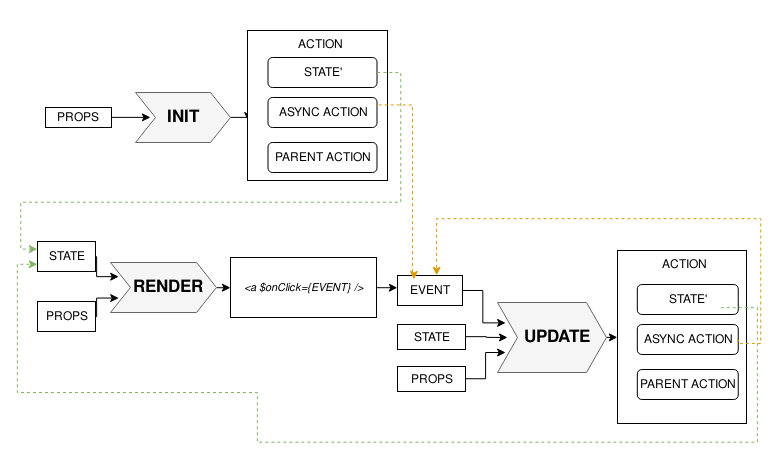 ACTION
STATE'
ASYNC ACTION
PARENT ACTION
PROPS
INIT
STATE
PROPS
RENDER
<a $onClick={EVENT} />
EVENT
STATE
PROPS
UPDATE
ACTION
STATE'
ASYNC ACTION
PARENT ACTION